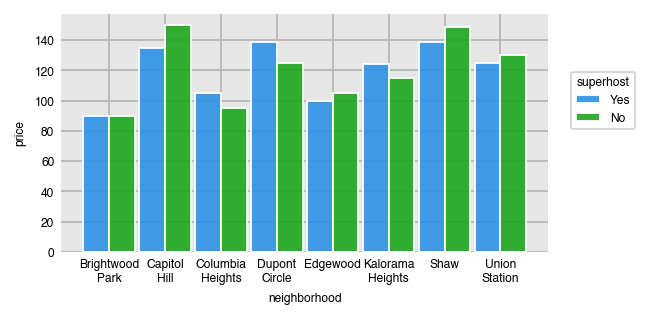 140
120
100
80
60
40
20
0
price
Brightwood Park
Capitol Hill
Columbia Heights
Dupont Circle
Edgewood
Kalorama Heights
Shaw
Union Station
neighborhood
superhost
Yes
No